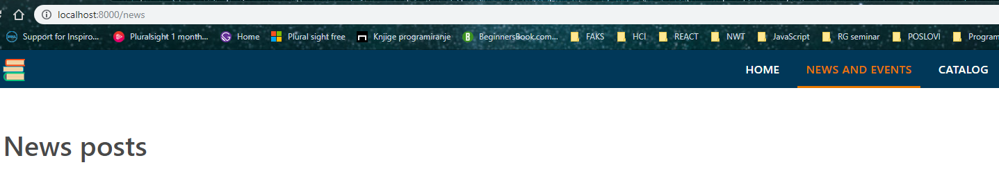 localhost:8000/news
Support for Inspiro... Pluralsight 1 month... Home Plural sight free Knjige programiranje BeginnersBook.com... FAKS HCI REACT NWT JavaScript RG seminar POSLOVI Program
HOME NEWS AND EVENTS CATALOG
News posts